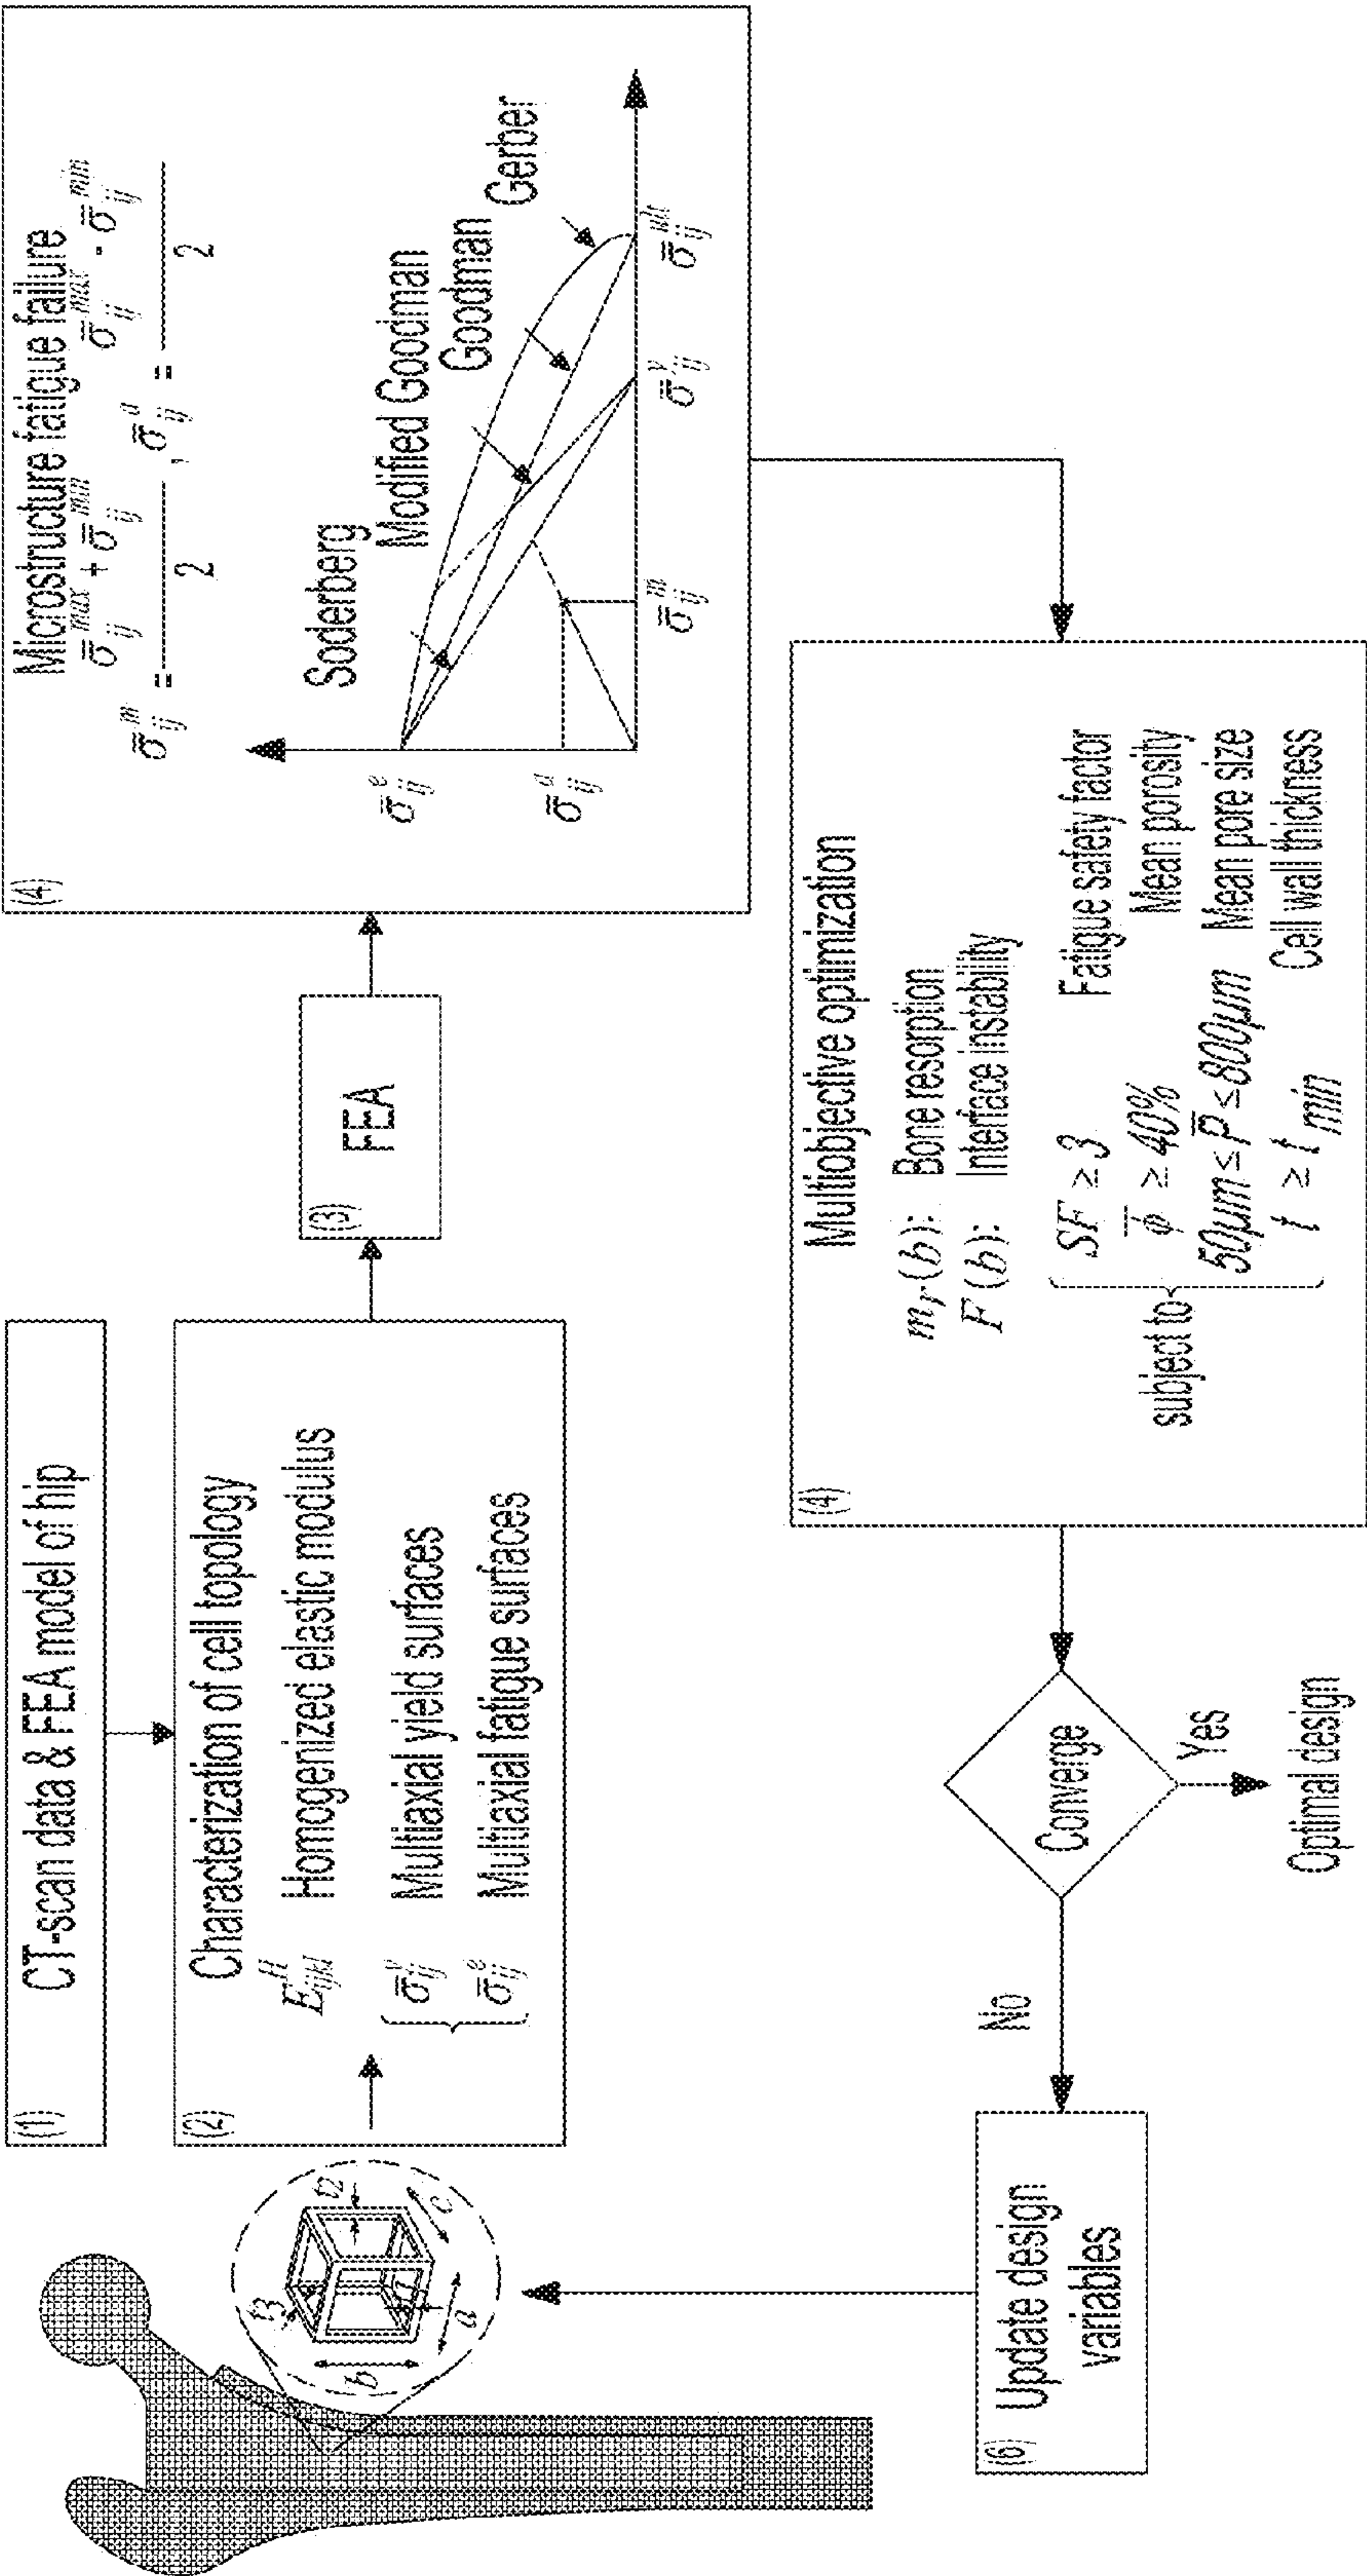 (1)
CT-scan data & FEA model of hip
(2)
Characterization of cell topology
E^H_ijkl Homogenized elastic modulus
σ̄^y_ij Multiaxial yield surfaces
σ̄^e_ij Multiaxial fatigue surfaces
b
a
c
t2
t3
(3)
FEA
(4)
Microstructure fatigue failure
σ̄^m_ij = (σ̄^max_ij + σ̄^min_ij) / 2 , σ̄^a_ij = (σ̄^max_ij - σ̄^min_ij) / 2
Soderberg
Modified Goodman
Goodman
Gerber
σ̄^e_ij
σ̄^a_ij
σ̄^m_ij
σ̄^y_ij
σ̄^ult_ij
(4)
Multiobjective optimization
m_r(b): Bone resorption
F(b): Interface instability
subject to
SF ≥ 3 Fatigue safety factor
φ̄ ≥ 40% Mean porosity
50μm ≤ P̄ ≤ 800μm Mean pore size
t ≥ t_min Cell wall thickness
Converge
Yes
Optimal design
No
(6)
Update design
variables